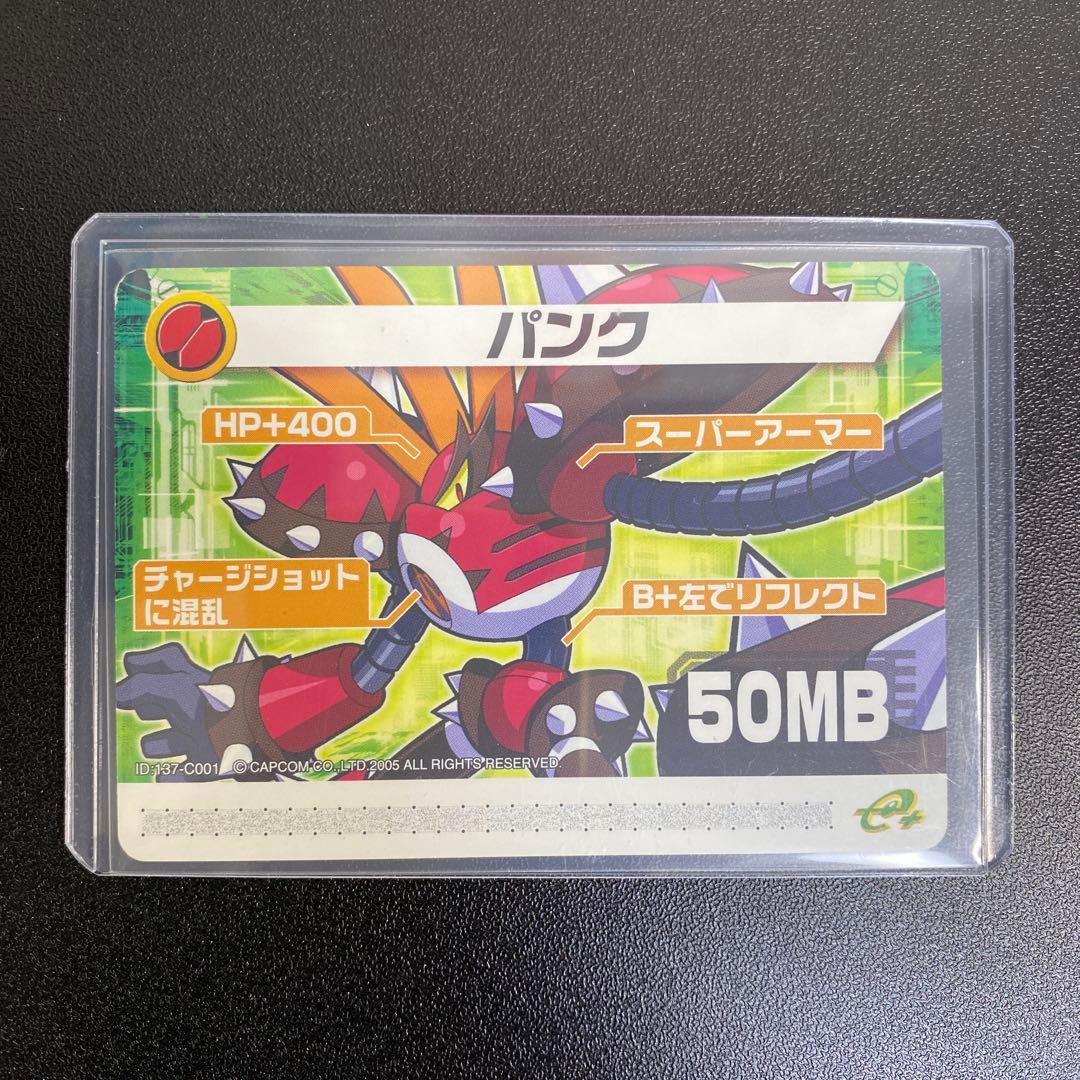 パンク
HP+400
スーパーアーマー
チャージショット
に混乱
B+左でリフレクト
50MB
ID:137-C001 © CAPCOM CO., LTD.2005 ALL RIGHTS RESERVED.
e+